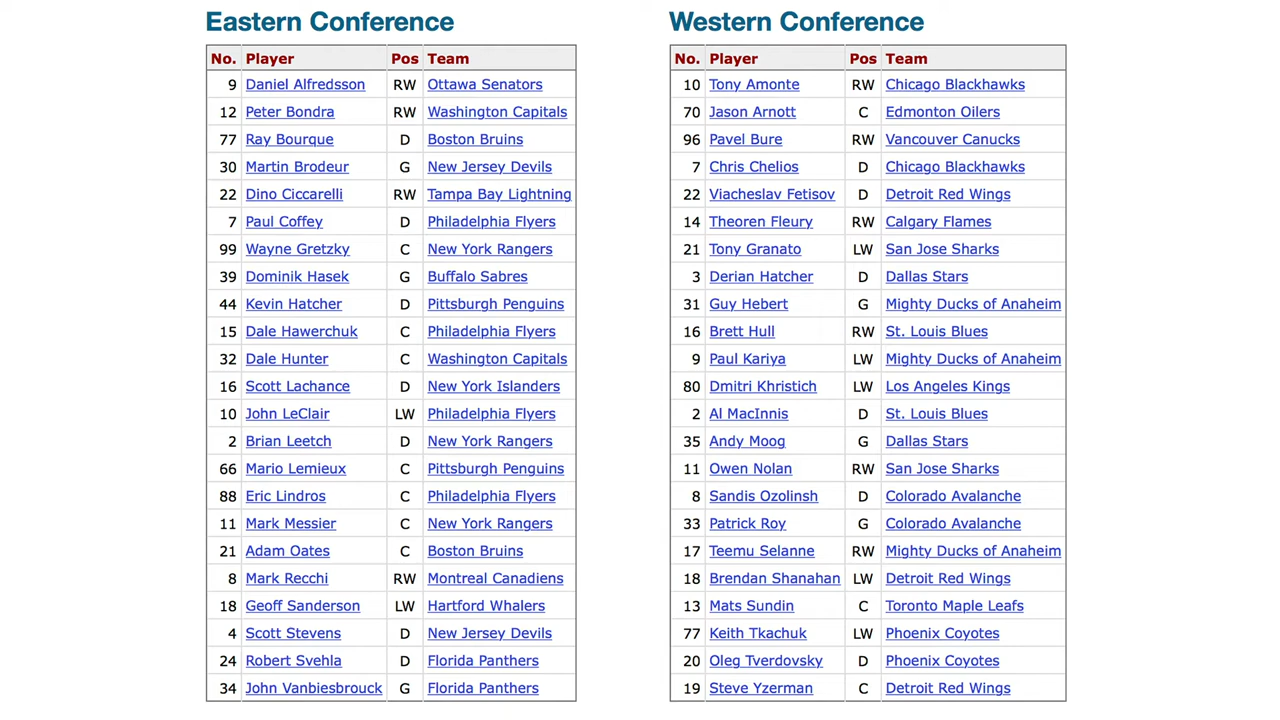 Eastern Conference
No. Player Pos Team
9 Daniel Alfredsson RW Ottawa Senators
12 Peter Bondra RW Washington Capitals
77 Ray Bourque D Boston Bruins
30 Martin Brodeur G New Jersey Devils
22 Dino Ciccarelli RW Tampa Bay Lightning
7 Paul Coffey D Philadelphia Flyers
99 Wayne Gretzky C New York Rangers
39 Dominik Hasek G Buffalo Sabres
44 Kevin Hatcher D Pittsburgh Penguins
15 Dale Hawerchuk C Philadelphia Flyers
32 Dale Hunter C Washington Capitals
16 Scott Lachance D New York Islanders
10 John LeClair LW Philadelphia Flyers
2 Brian Leetch D New York Rangers
66 Mario Lemieux C Pittsburgh Penguins
88 Eric Lindros C Philadelphia Flyers
11 Mark Messier C New York Rangers
21 Adam Oates C Boston Bruins
8 Mark Recchi RW Montreal Canadiens
18 Geoff Sanderson LW Hartford Whalers
4 Scott Stevens D New Jersey Devils
24 Robert Svehla D Florida Panthers
34 John Vanbiesbrouck G Florida Panthers
Western Conference
No. Player Pos Team
10 Tony Amonte RW Chicago Blackhawks
70 Jason Arnott C Edmonton Oilers
96 Pavel Bure RW Vancouver Canucks
7 Chris Chelios D Chicago Blackhawks
22 Viacheslav Fetisov D Detroit Red Wings
14 Theoren Fleury RW Calgary Flames
21 Tony Granato LW San Jose Sharks
3 Derian Hatcher D Dallas Stars
31 Guy Hebert G Mighty Ducks of Anaheim
16 Brett Hull RW St. Louis Blues
9 Paul Kariya LW Mighty Ducks of Anaheim
80 Dmitri Khristich LW Los Angeles Kings
2 Al MacInnis D St. Louis Blues
35 Andy Moog G Dallas Stars
11 Owen Nolan RW San Jose Sharks
8 Sandis Ozolinsh D Colorado Avalanche
33 Patrick Roy G Colorado Avalanche
17 Teemu Selanne RW Mighty Ducks of Anaheim
18 Brendan Shanahan LW Detroit Red Wings
13 Mats Sundin C Toronto Maple Leafs
77 Keith Tkachuk LW Phoenix Coyotes
20 Oleg Tverdovsky D Phoenix Coyotes
19 Steve Yzerman C Detroit Red Wings